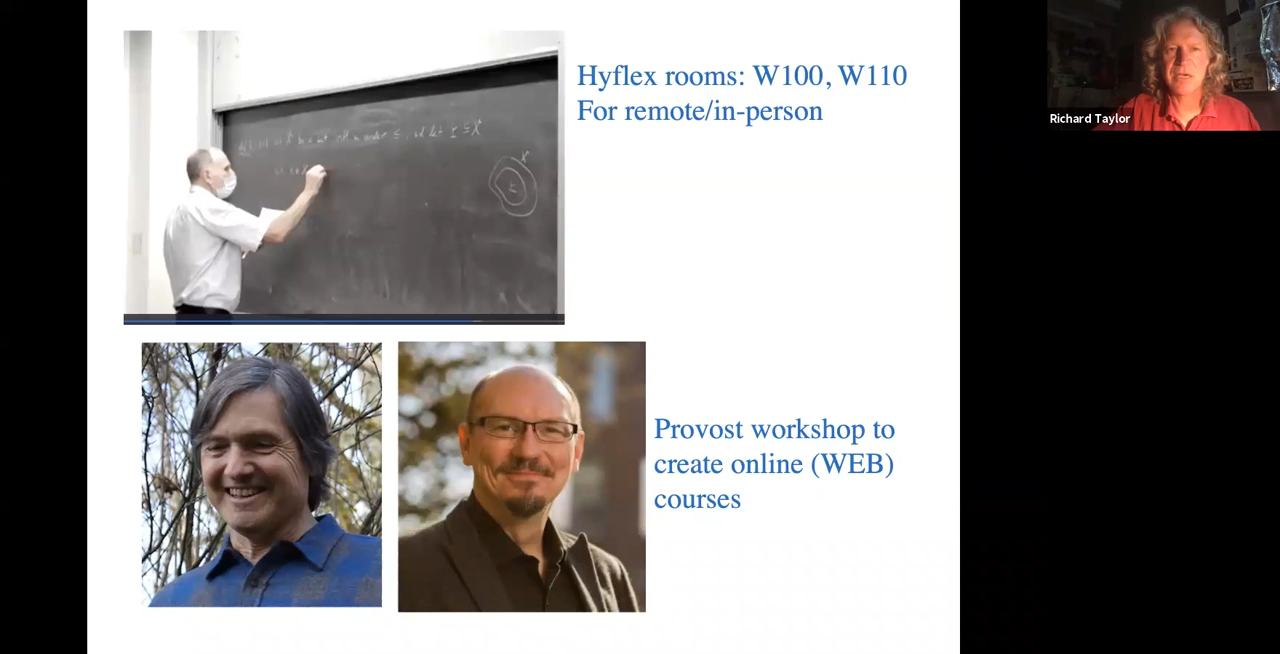 Hyflex rooms: W100, W110
For remote/in-person
Richard Taylor
Provost workshop to
create online (WEB)
courses